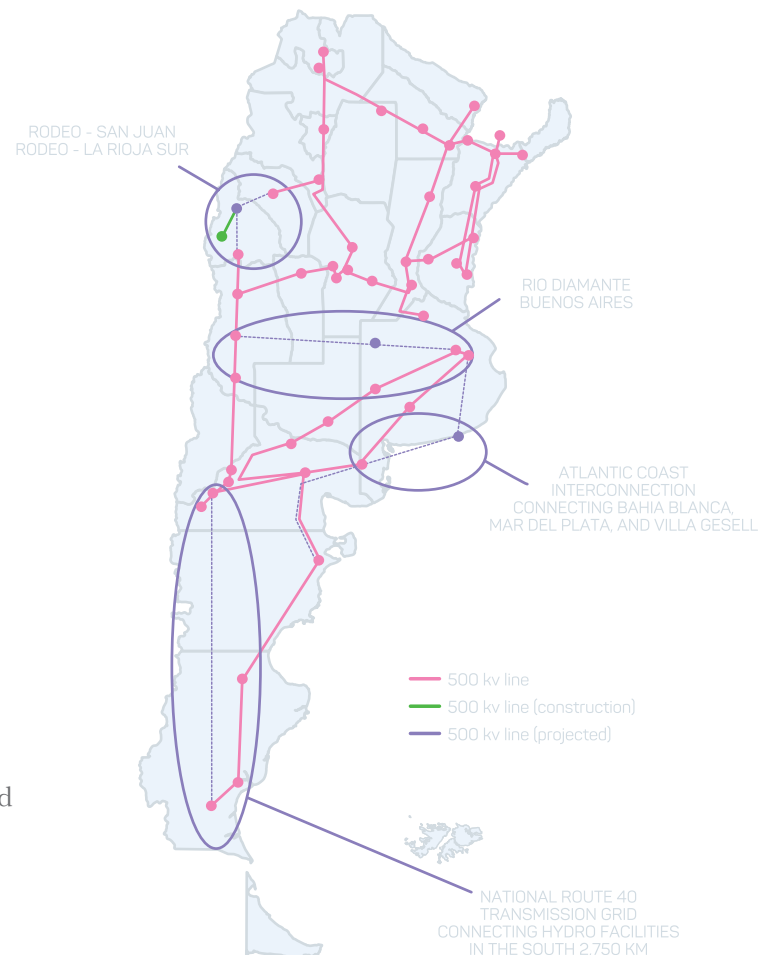 RODEO - SAN JUAN
RODEO - LA RIOJA SUR
RIO DIAMANTE
BUENOS AIRES
ATLANTIC COAST
INTERCONNECTION
CONNECTING BAHIA BLANCA,
MAR DEL PLATA, AND VILLA GESELL
500 kv line
500 kv line (construction)
500 kv line (projected)
d
NATIONAL ROUTE 40
TRANSMISSION GRID
CONNECTING HYDRO FACILITIES
IN THE SOUTH 2,750 KM